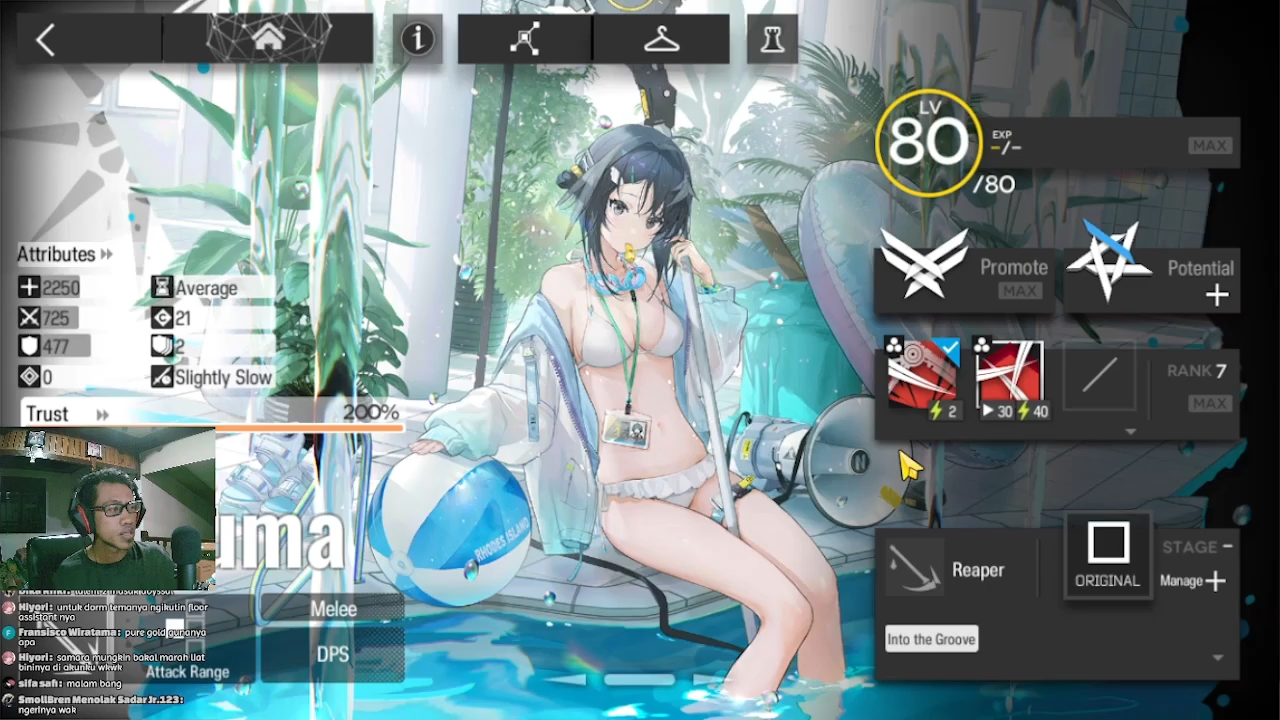 LV
80
/80
EXP
-/-
MAX
Attributes
2250
Average
725
21
477
2
0
Slightly Slow
Trust
200%
Promote
MAX
Potential
2
30
40
RANK 7
MAX
RHODES ISLAND
uma
Melee
DPS
Attack Range
Reaper
ORIGINAL
STAGE -
Manage
Into the Groove
Hiyori: untuk dorm temanya ngikutin floor
assistant nya
Fransisco Wiratama: pure gold gunanya
apa
Hiyori: samara mungkin bakal marah liat
bininya di akunku wkwk
sifa safi: malam bang
SmollBren Menolak Sadar Jr.123:
ngerinya wak